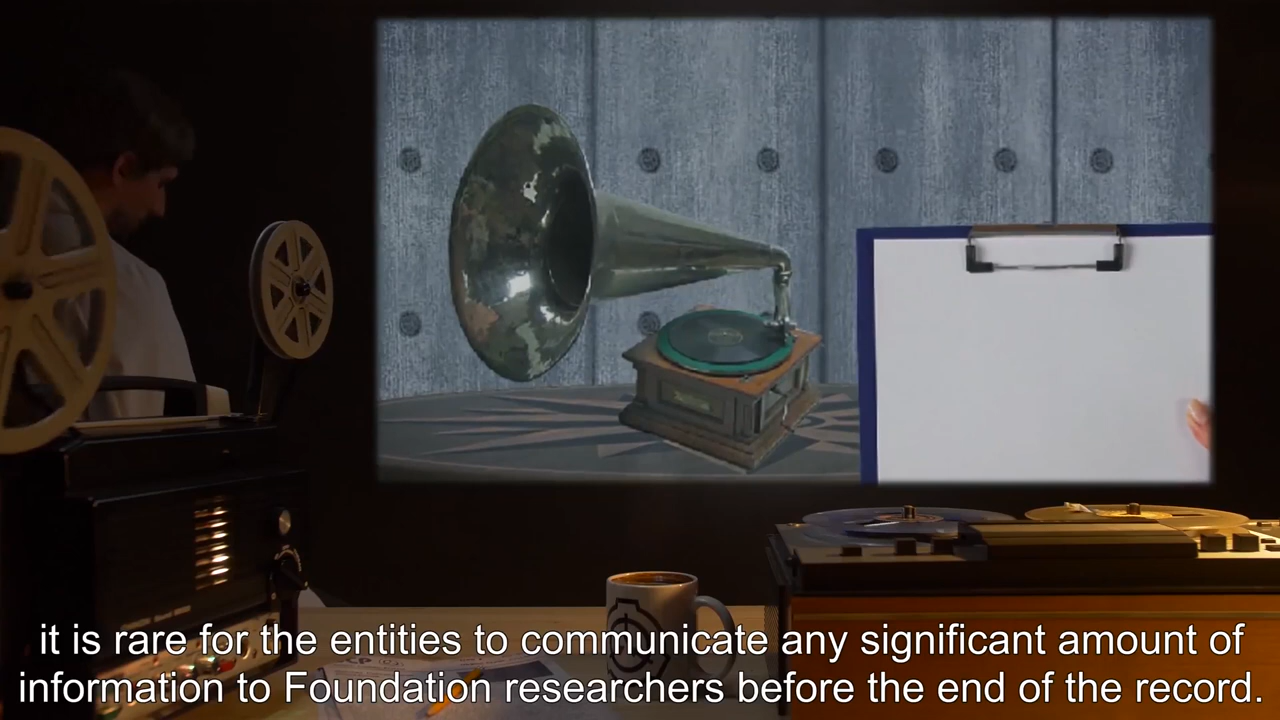 it is rare for the entities to communicate any significant amount of
information to Foundation researchers before the end of the record.